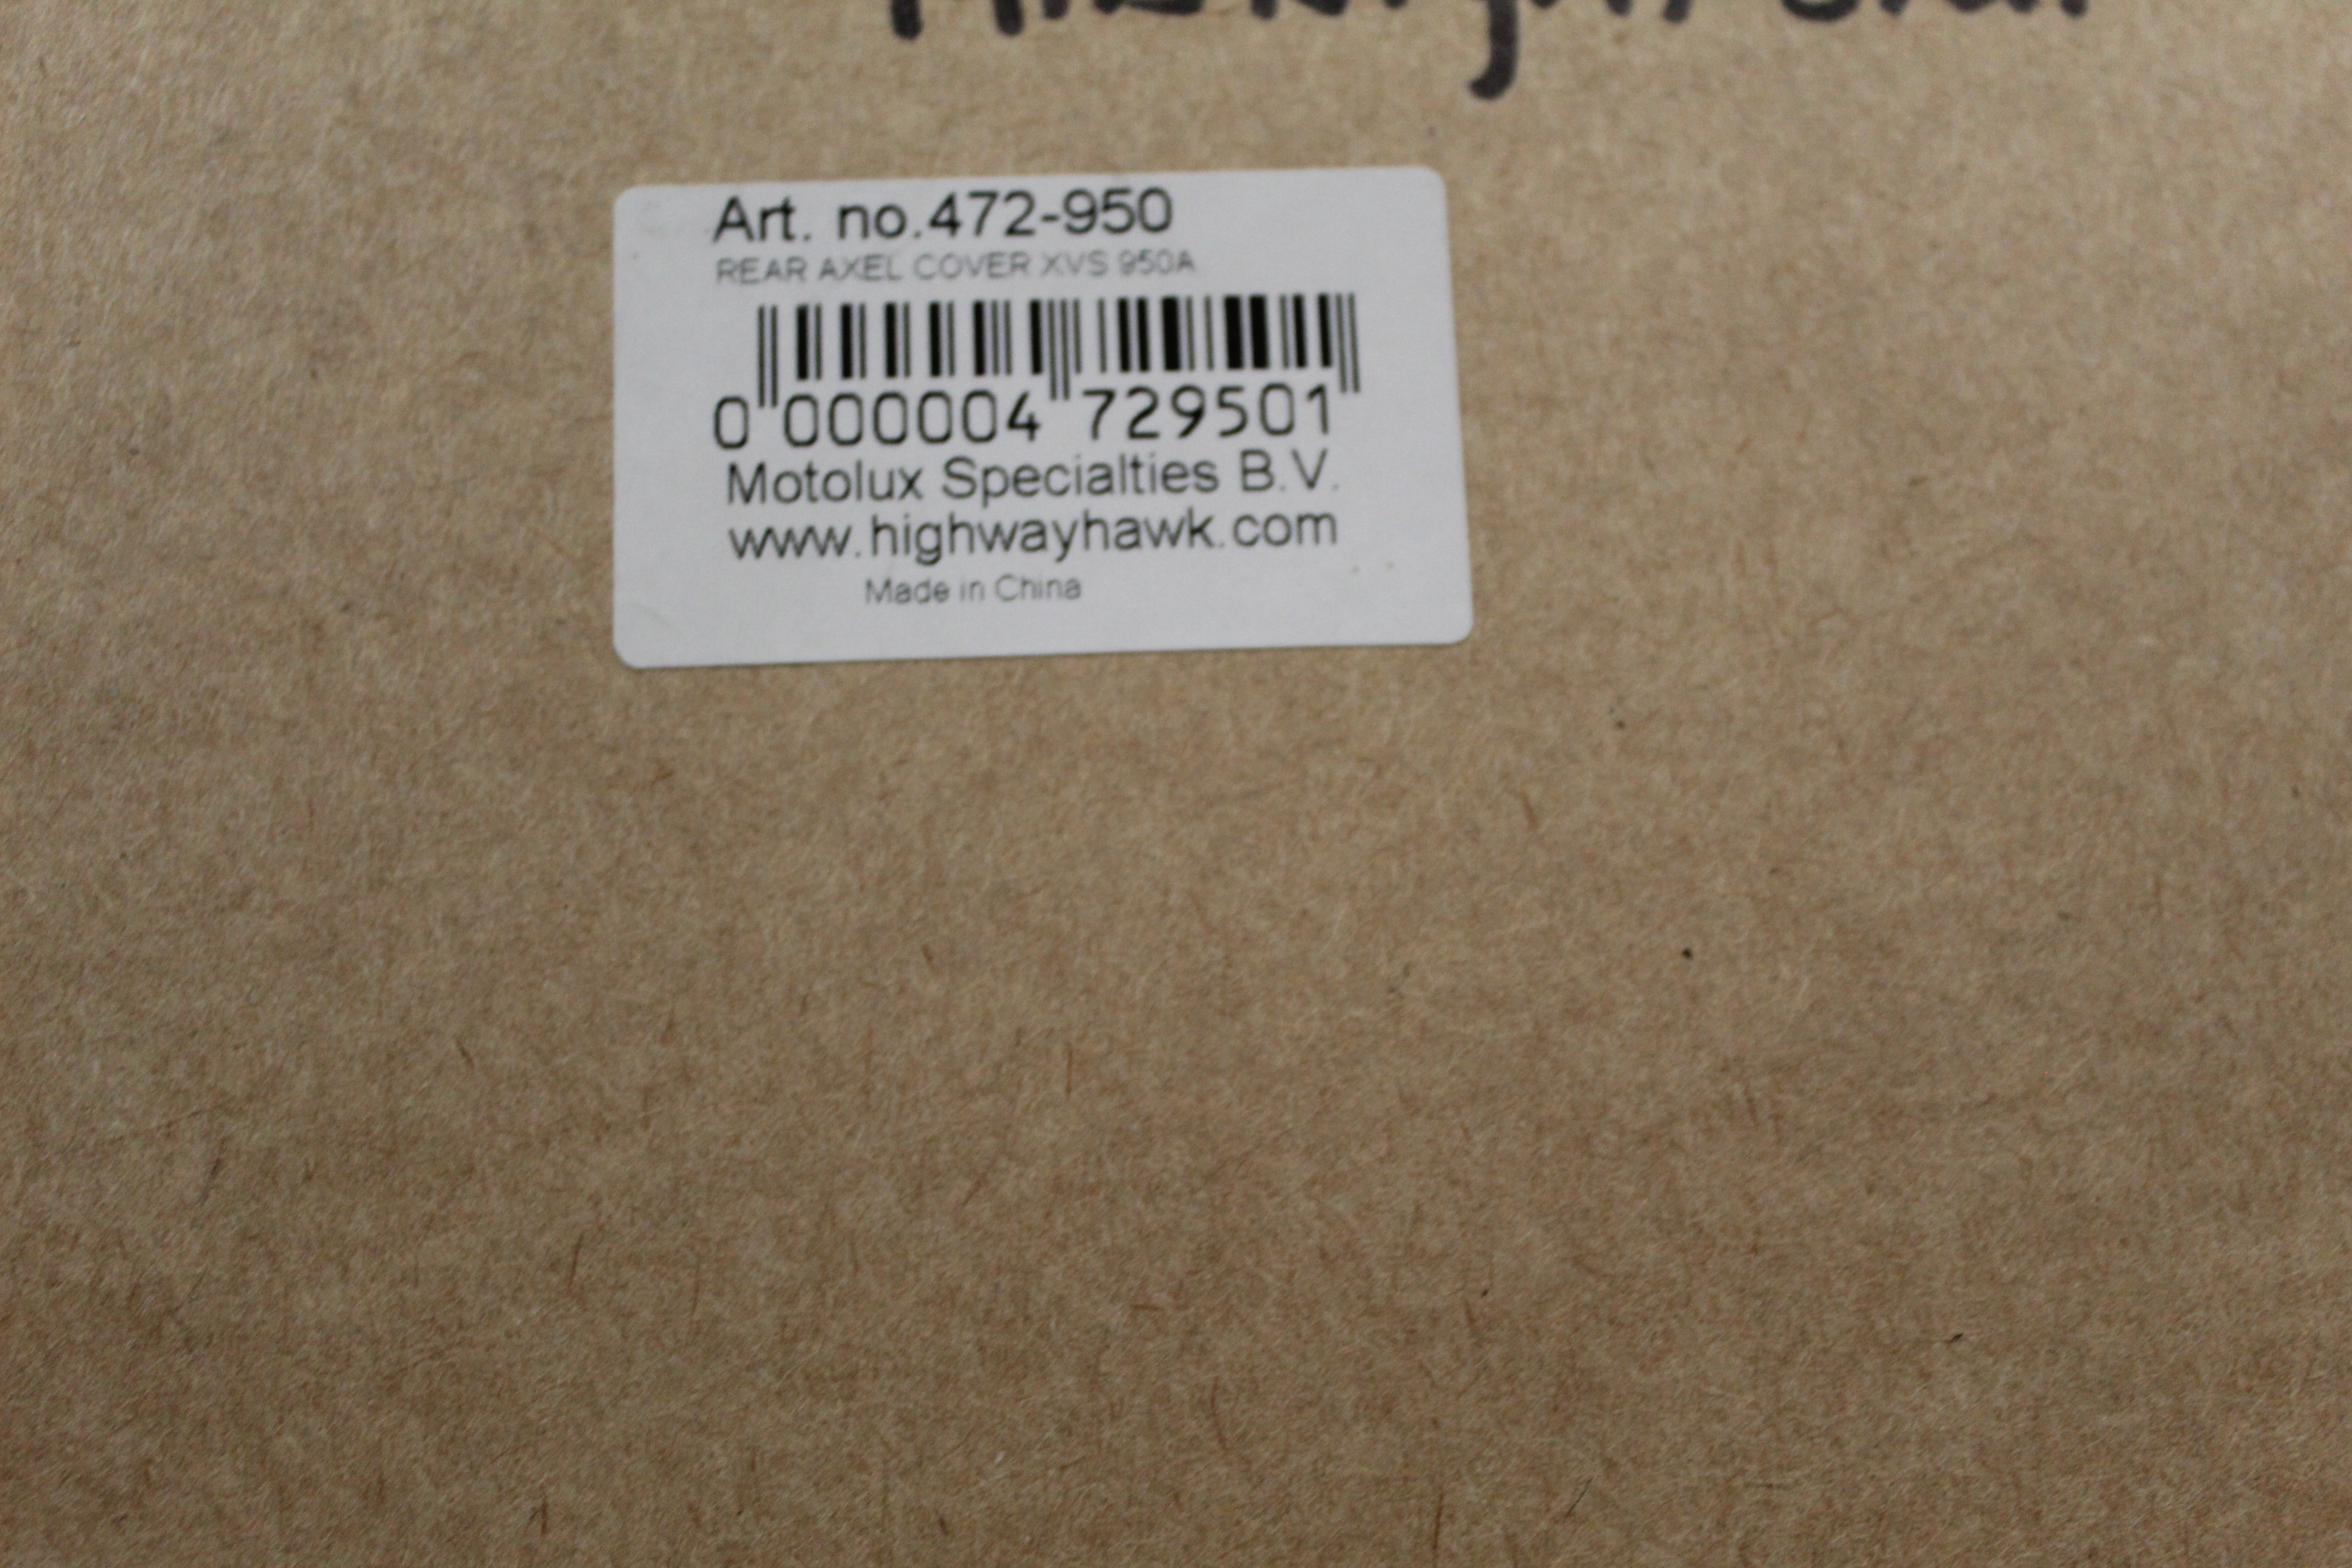 Art. no.472-950
REAR AXEL COVER XVS 950A
0 000004 729501
Motolux Specialties B.V.
www.highwayhawk.com
Made in China